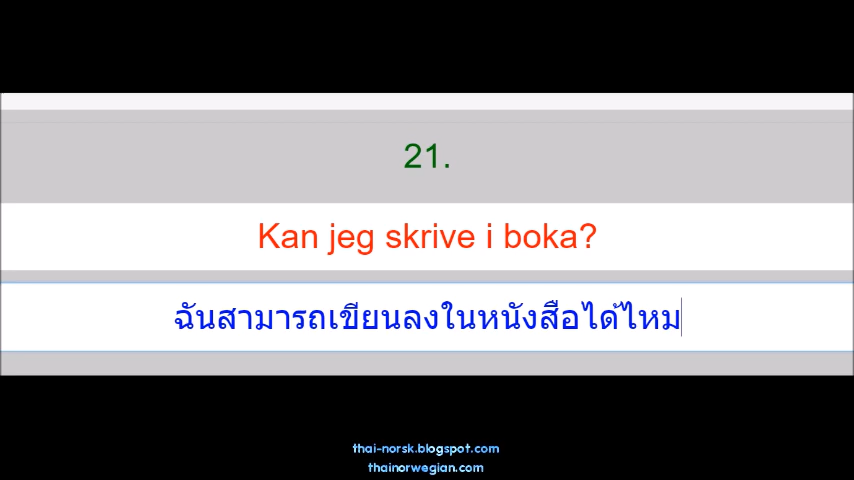 21.
Kan jeg skrive i boka?
ฉันสามารถเขียนลงในหนังสือได้ไหม
thai-norsk.blogspot.com
thainorwegian.com